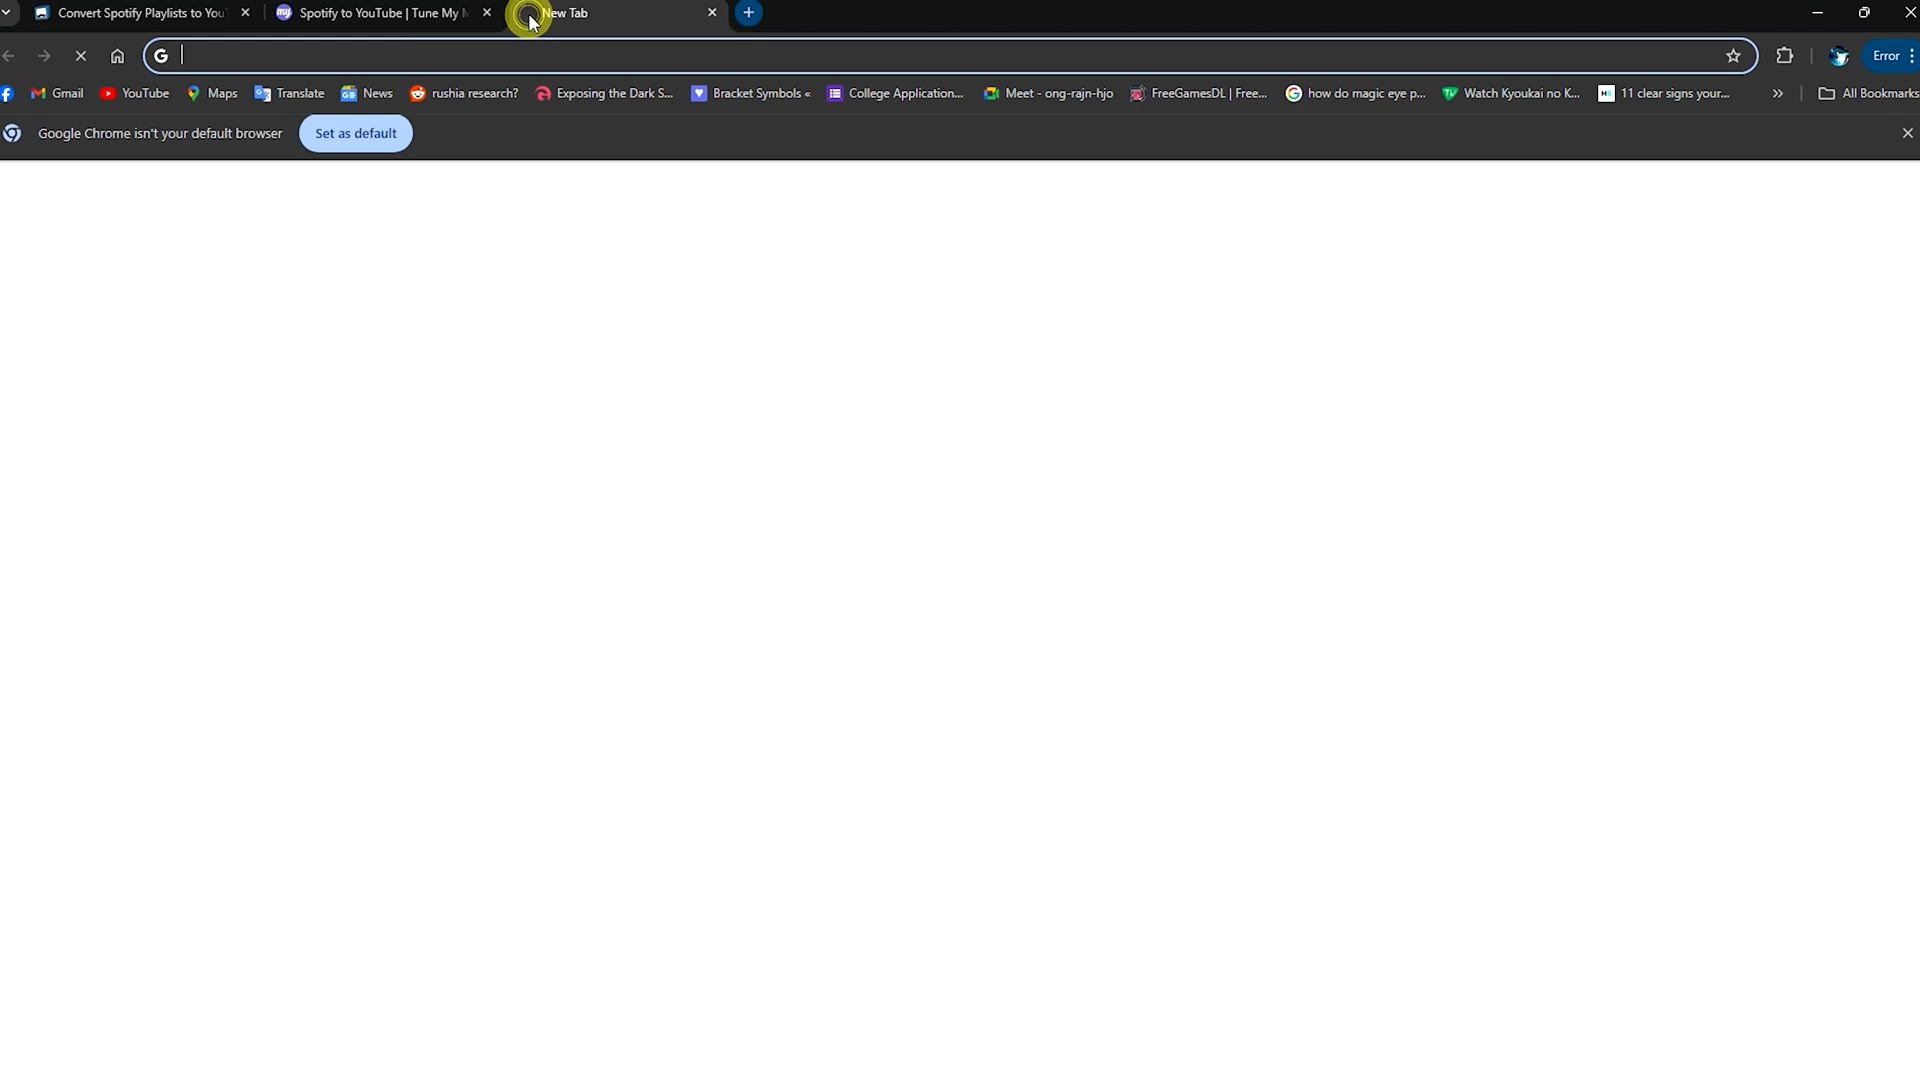 Convert Spotify Playlists to You
Spotify to YouTube | Tune My M
New Tab
Error
Gmail
YouTube
Maps
Translate
News
rushia research?
Exposing the Dark S...
Bracket Symbols «
College Application...
Meet - ong-rajn-hjo
FreeGamesDL | Free...
how do magic eye p...
Watch Kyoukai no K...
11 clear signs your...
All Bookmarks
Google Chrome isn't your default browser
Set as default